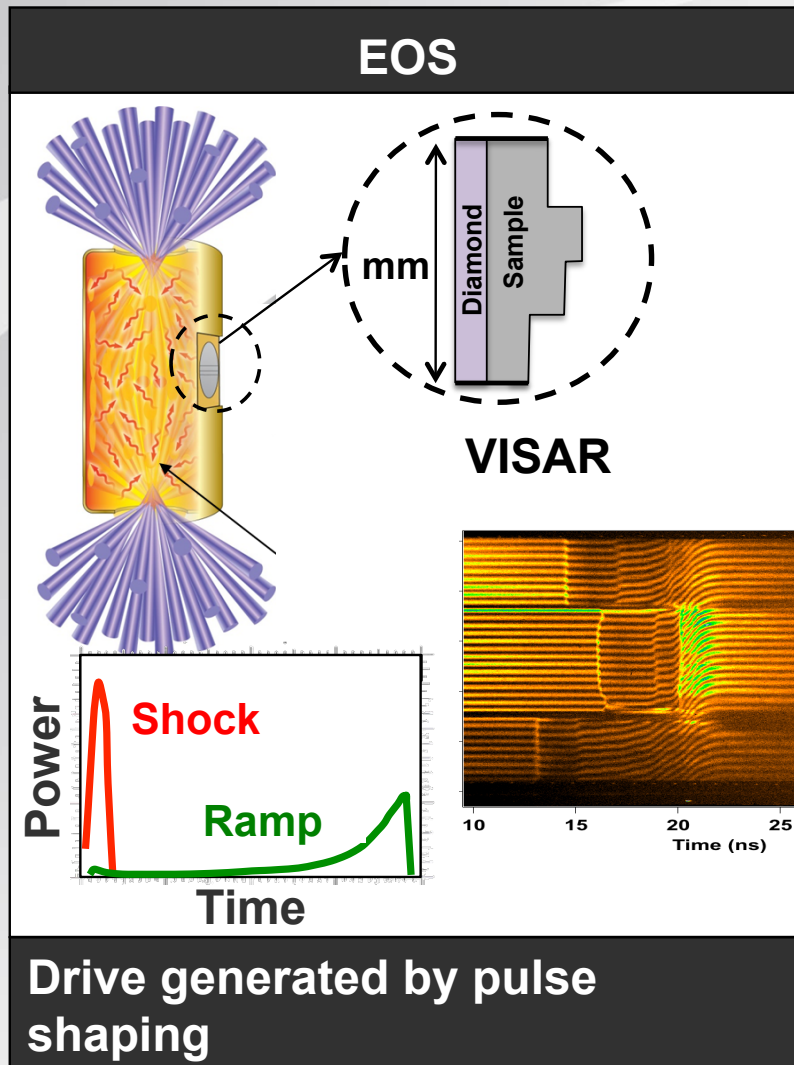 EOS
mm
Diamond
Sample
VISAR
Shock
Ramp
Power
Time
10 15 20 25
Time (ns)
Drive generated by pulse
shaping